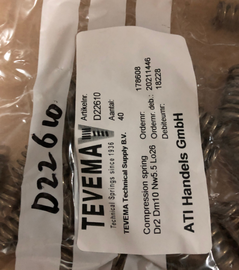 TEVEMA
Technical Springs since 1936
TEVEMA Technical Supply B.V.
Artikelnr.
D22610
Aantal:
40
Compression spring
Dr2 Dm10 Nw5.5 Lo26
Ordernr. 178608
Ordernr. deb.: 20211446
Debiteurnr: 18228
ATI Handels GmbH
D22610